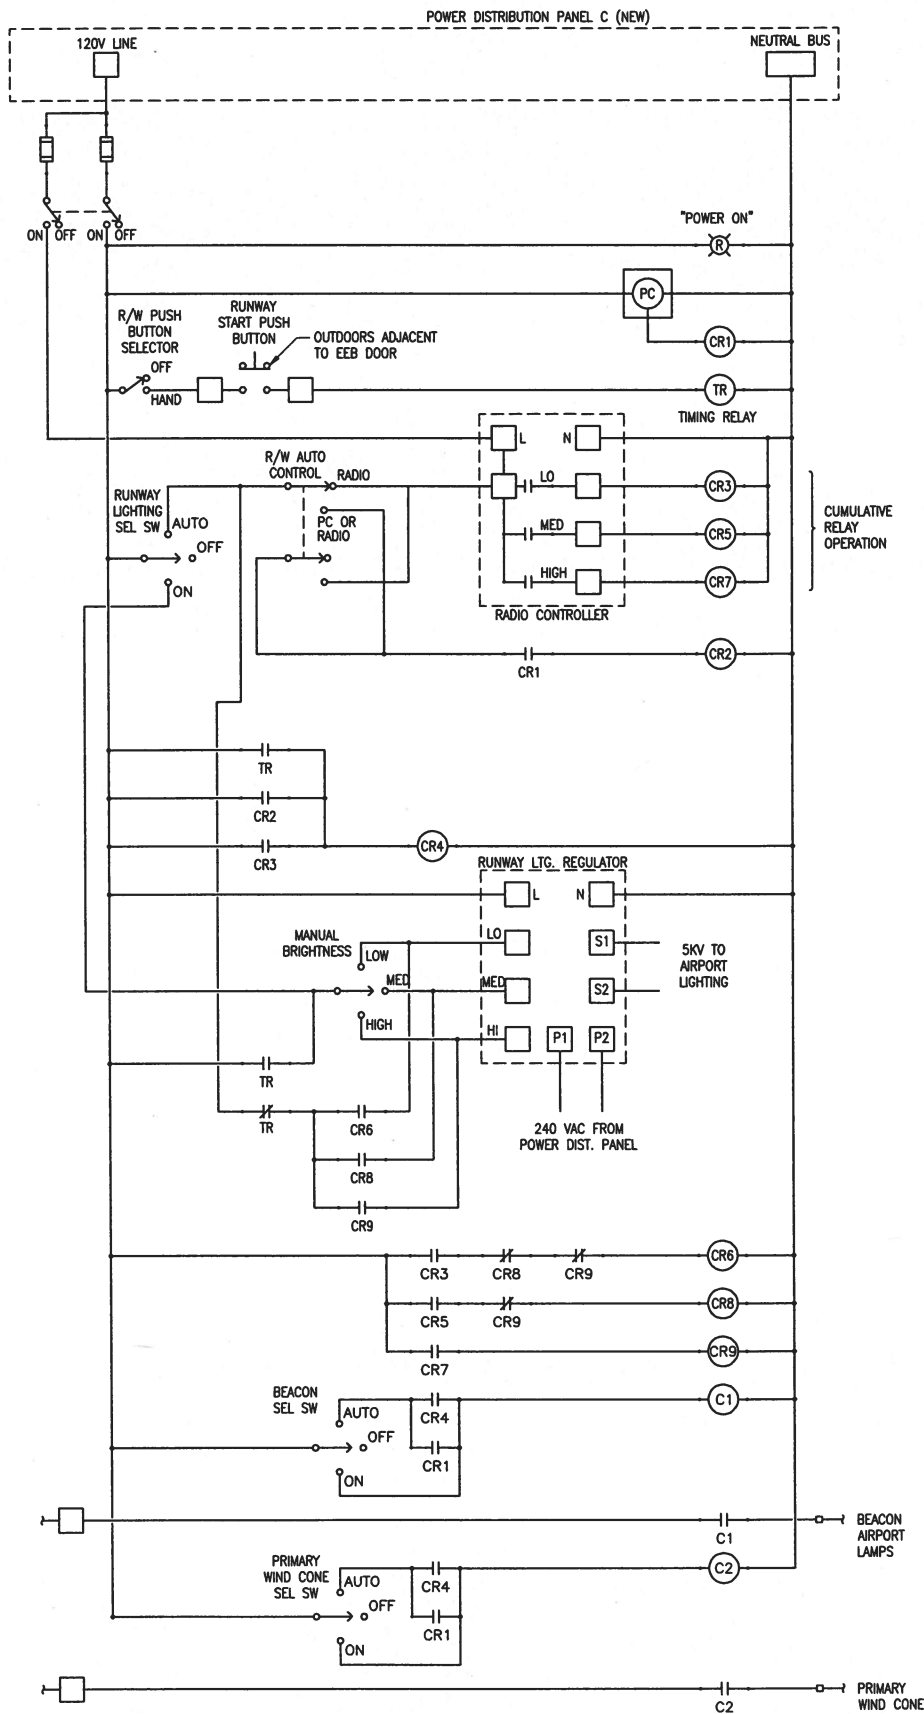 POWER DISTRIBUTION PANEL C (NEW)
120V LINE
NEUTRAL BUS
ON OFF ON OFF
"POWER ON"
R
PC
R/W PUSH
BUTTON
SELECTOR
RUNWAY
START PUSH
BUTTON
OUTDOORS ADJACENT
TO EEB DOOR
CR1
OFF
HAND
TR
TIMING RELAY
L
N
R/W AUTO
CONTROL
RADIO
LO
CR3
RUNWAY
LIGHTING
SEL SW
AUTO
OFF
ON
PC OR
RADIO
MED
CR5
HIGH
CR7
CUMULATIVE
RELAY
OPERATION
RADIO CONTROLLER
CR1
CR2
TR
CR2
CR3
CR4
RUNWAY LTG. REGULATOR
L
N
MANUAL
BRIGHTNESS
LOW
LO
S1
5KV TO
AIRPORT
LIGHTING
MED
MED
S2
HIGH
HI
P1
P2
TR
240 VAC FROM
POWER DIST. PANEL
TR
CR6
CR8
CR9
CR3
CR8
CR9
CR6
CR5
CR9
CR8
CR7
CR9
BEACON
SEL SW
AUTO
OFF
ON
CR4
CR1
C1
C1
BEACON
AIRPORT
LAMPS
PRIMARY
WIND CONE
SEL SW
AUTO
OFF
ON
CR4
CR1
C2
C2
PRIMARY
WIND CONE